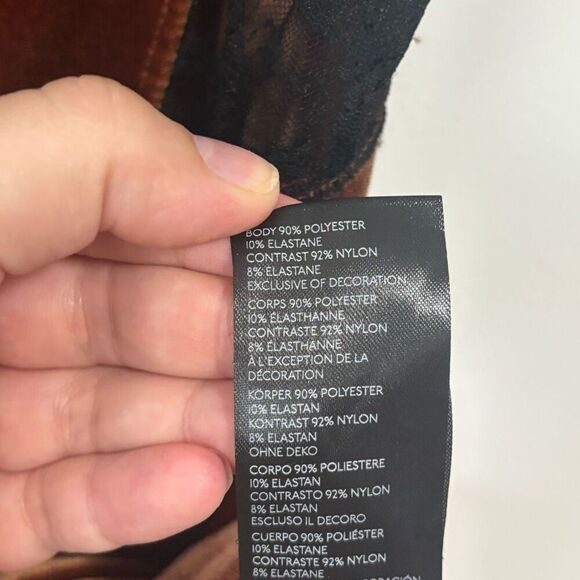 BODY 90% POLYESTER
10% ELASTANE
CONTRAST 92% NYLON
8% ELASTANE
EXCLUSIVE OF DECORATION
CORPS 90% POLYESTER
10% ÉLASTHANNE
CONTRASTE 92% NYLON
8% ÉLASTHANNE
À L'EXCEPTION DE LA
DÉCORATION
KÖRPER 90% POLYESTER
10% ELASTAN
KONTRAST 92% NYLON
8% ELASTAN
OHNE DEKO
CORPO 90% POLIESTERE
10% ELASTAN
CONTRASTO 92% NYLON
8% ELASTAN
ESCLUSO IL DECORO
CUERPO 90% POLIÉSTER
10% ELASTANE
CONTRASTE 92% NYLON
8% ELASTANE